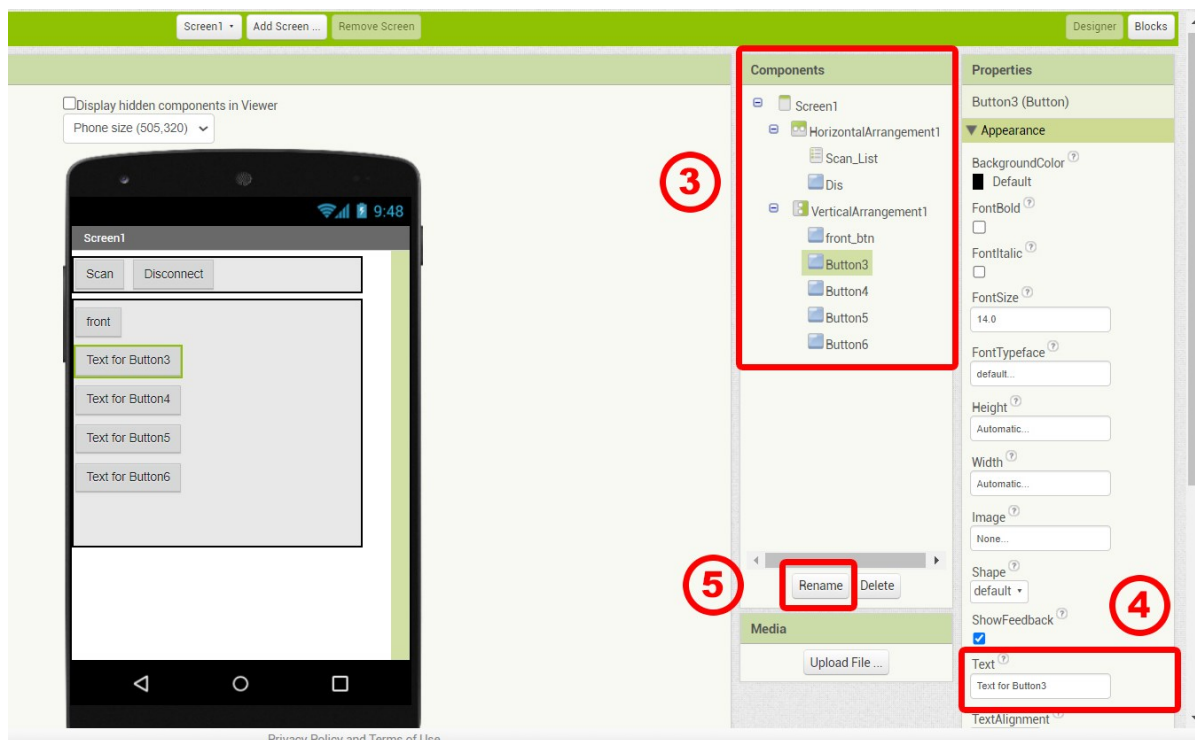 Screen1
Add Screen ...
Remove Screen
Designer
Blocks
Display hidden components in Viewer
Phone size (505,320)
9:48
Screen1
Scan
Disconnect
front
Text for Button3
Text for Button4
Text for Button5
Text for Button6
3
Components
Screen1
HorizontalArrangement1
Scan_List
Dis
VerticalArrangement1
front_btn
Button3
Button4
Button5
Button6
5
Rename
Delete
Media
Upload File ...
Properties
Button3 (Button)
Appearance
BackgroundColor ?
Default
FontBold ?
FontItalic ?
FontSize ?
14.0
FontTypeface ?
default...
Height ?
Automatic...
Width ?
Automatic...
Image ?
None...
Shape ?
default
ShowFeedback ?
4
Text ?
Text for Button3
TextAlignment ?
Privacy Policy and Terms of Use